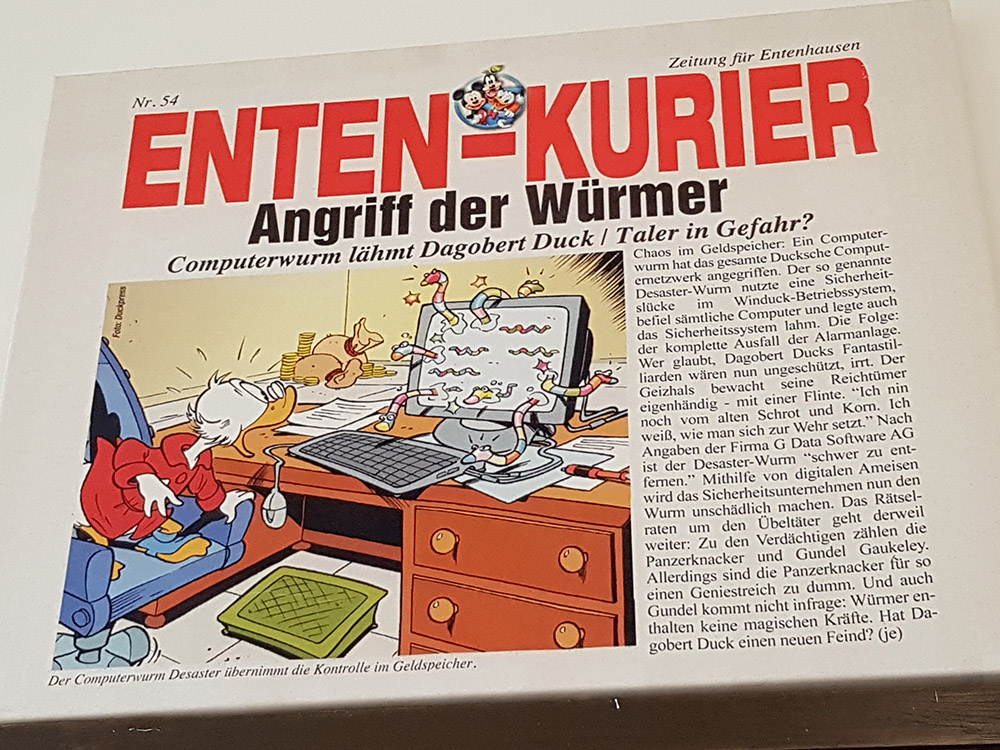 Nr. 54
Zeitung für Entenhausen
ENTEN-KURIER
Angriff der Würmer
Computerwurm lähmt Dagobert Duck / Taler in Gefahr?
Foto: Duckpress
Chaos im Geldspeicher: Ein Computer-
wurm hat das gesamte Ducksche Comput-
ernetzwerk angegriffen. Der so genannte
Desaster-Wurm nutzte eine Sicherheit-
slücke im Winduck-Betriebssystem,
befiel sämtliche Computer und legte auch
das Sicherheitssystem lahm. Die Folge:
der komplette Ausfall der Alarmanlage.
Wer glaubt, Dagobert Ducks Fantastil-
liarden wären nun ungeschützt, irrt. Der
Geizhals bewacht seine Reichtümer
eigenhändig - mit einer Flinte. “Ich nin
noch vom alten Schrot und Korn. Ich
weiß, wie man sich zur Wehr setzt.” Nach
Angaben der Firma G Data Software AG
ist der Desaster-Wurm “schwer zu ent-
fernen.” Mithilfe von digitalen Ameisen
wird das Sicherheitsunternehmen nun den
Wurm unschädlich machen. Das Rätsel-
raten um den Übeltäter geht derweil
weiter: Zu den Verdächtigen zählen die
Panzerknacker und Gundel Gaukeley.
Allerdings sind die Panzerknacker für so
einen Geniestreich zu dumm. Und auch
Gundel kommt nicht infrage: Würmer en-
thalten keine magischen Kräfte. Hat Da-
gobert Duck einen neuen Feind? (je)
Der Computerwurm Desaster übernimmt die Kontrolle im Geldspeicher.